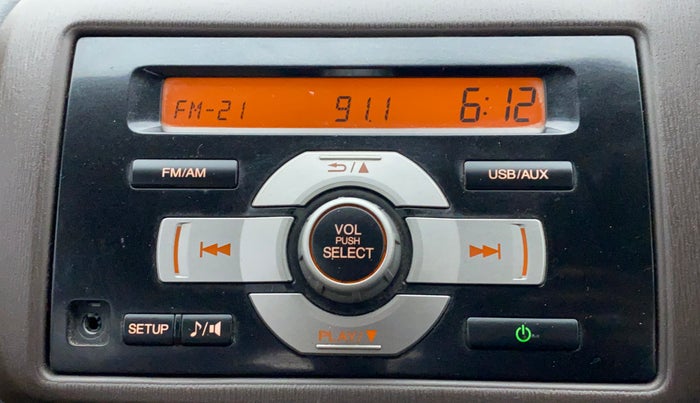 FM-21 91.1 6:12
FM/AM
USB/AUX
VOL
PUSH
SELECT
SETUP
PLAY/